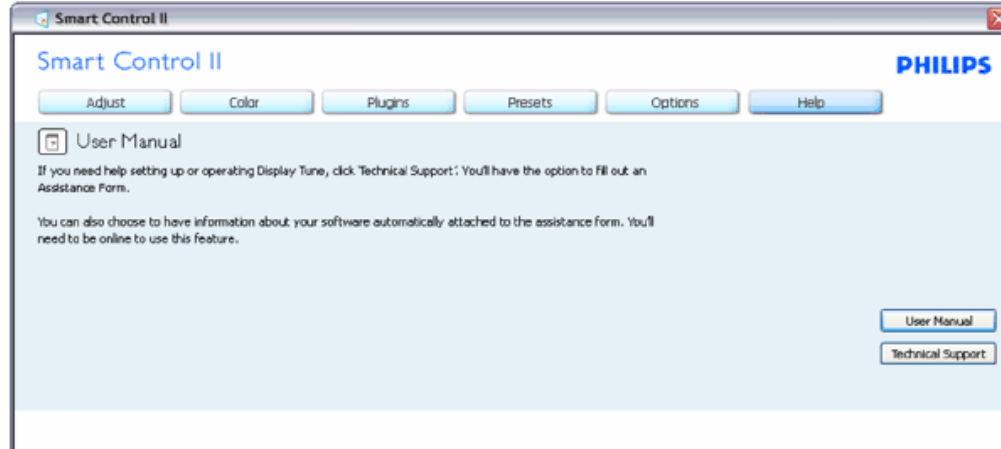 Smart Control II
Smart Control II
PHILIPS
Adjust Color Plugins Presets Options Help
User Manual
If you need help setting up or operating Display Tune, click 'Technical Support'. You'll have the option to fill out an
Assistance Form.
You can also choose to have information about your software automatically attached to the assistance form. You'll
need to be online to use this feature.
User Manual
Technical Support